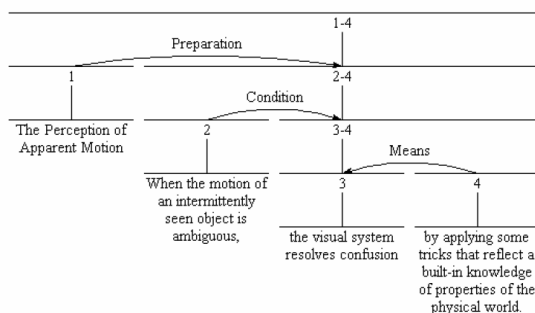 1-4
Preparation
1
2-4
Condition
The Perception of
Apparent Motion
2
3-4
Means
When the motion of
an intermittently
seen object is
ambiguous,
3
4
the visual system
resolves confusion
by applying some
tricks that reflect a
built-in knowledge
of properties of the
physical world.